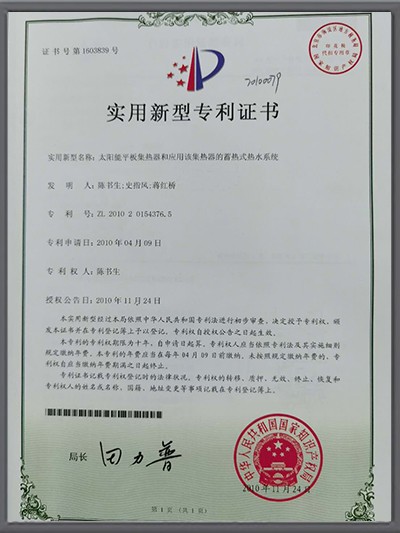 证书号第1603839号
20100079
实用新型专利证书
实用新型名称：太阳能平板集热器和应用该集热器的蓄热式热水系统
发 明 人：陈书生;史指风;蒋红杨
专 利 号：ZL 2010 2 0154376.5
专利申请日：2010年04月09日
专 利 权 人：陈书生
授权公告日：2010年11月24日
本实用新型经过本局依照中华人民共和国专利法进行初步审查，决定授予专利权，颁
发本证书并在专利登记簿上予以登记。专利权自授权公告之日起生效。
本专利的专利权期限为十年，自申请日起算。专利权人应当依照专利法及其实施细则
规定缴纳年费。本专利的年费应当在每年04月09日前缴纳。未按照规定缴纳年费的，专
利权自应当缴纳年费期满之日起终止。
专利证书记载专利权登记时的法律状况。专利权的转移、质押、无效、终止、恢复和
专利权人的姓名或名称、国籍、地址变更等事项记载在专利登记簿上。
局长 田力普
中华人民共和国国家知识产权局
2010年11月24日
第1页（共1页）